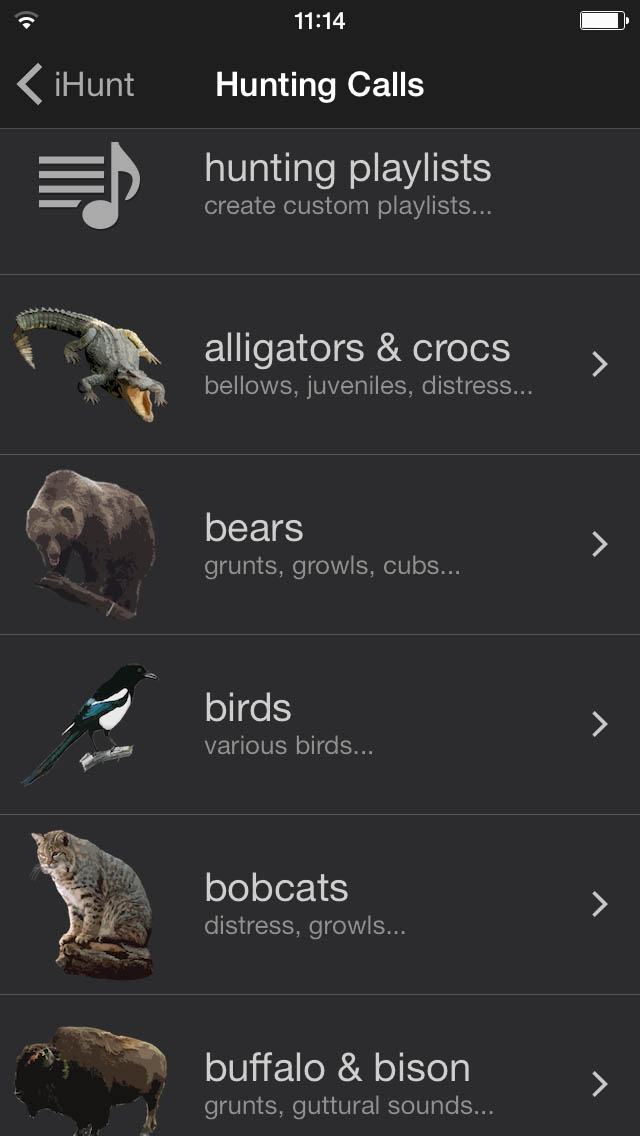 11:14
iHunt
Hunting Calls
hunting playlists
create custom playlists...
alligators & crocs
bellows, juveniles, distress...
bears
grunts, growls, cubs...
birds
various birds...
bobcats
distress, growls...
buffalo & bison
grunts, guttural sounds...